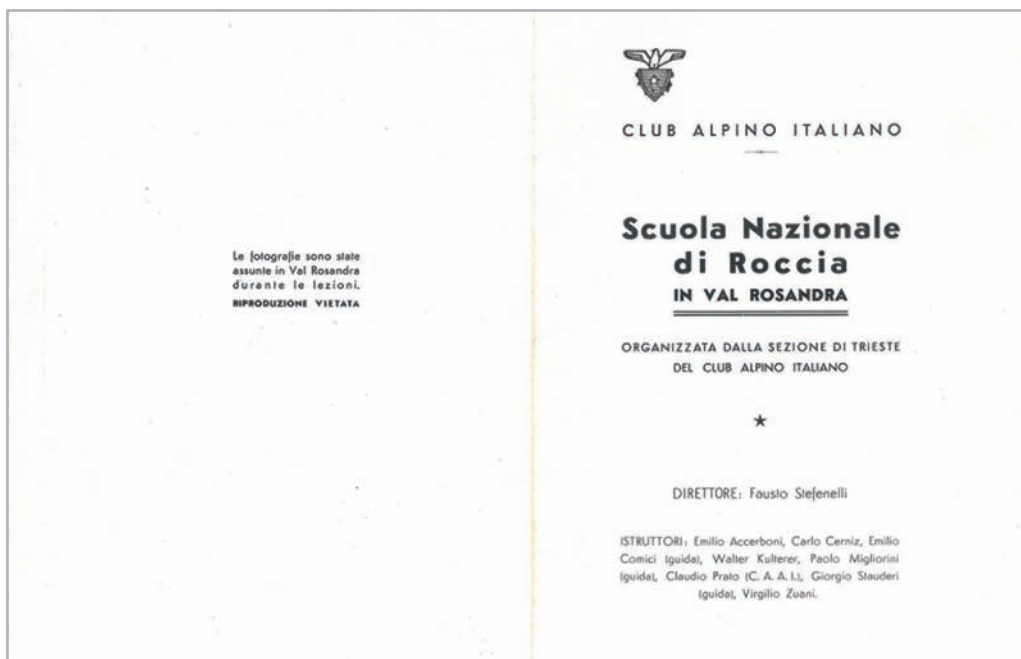 Le fotografie sono state
assunte in Val Rosandra
durante le lezioni.
RIPRODUZIONE VIETATA
CLUB ALPINO ITALIANO
Scuola Nazionale
di Roccia
IN VAL ROSANDRA
ORGANIZZATA DALLA SEZIONE DI TRIESTE
DEL CLUB ALPINO ITALIANO
DIRETTORE: Fausto Stefenelli
ISTRUTTORI: Emilio Accerboni, Carlo Cerniz, Emilio
Comici (guida), Walter Kulterer, Paolo Migliorini
(guida), Claudio Prato (C. A. A. I.), Giorgio Stauderi
(guida), Virgilio Zuani.